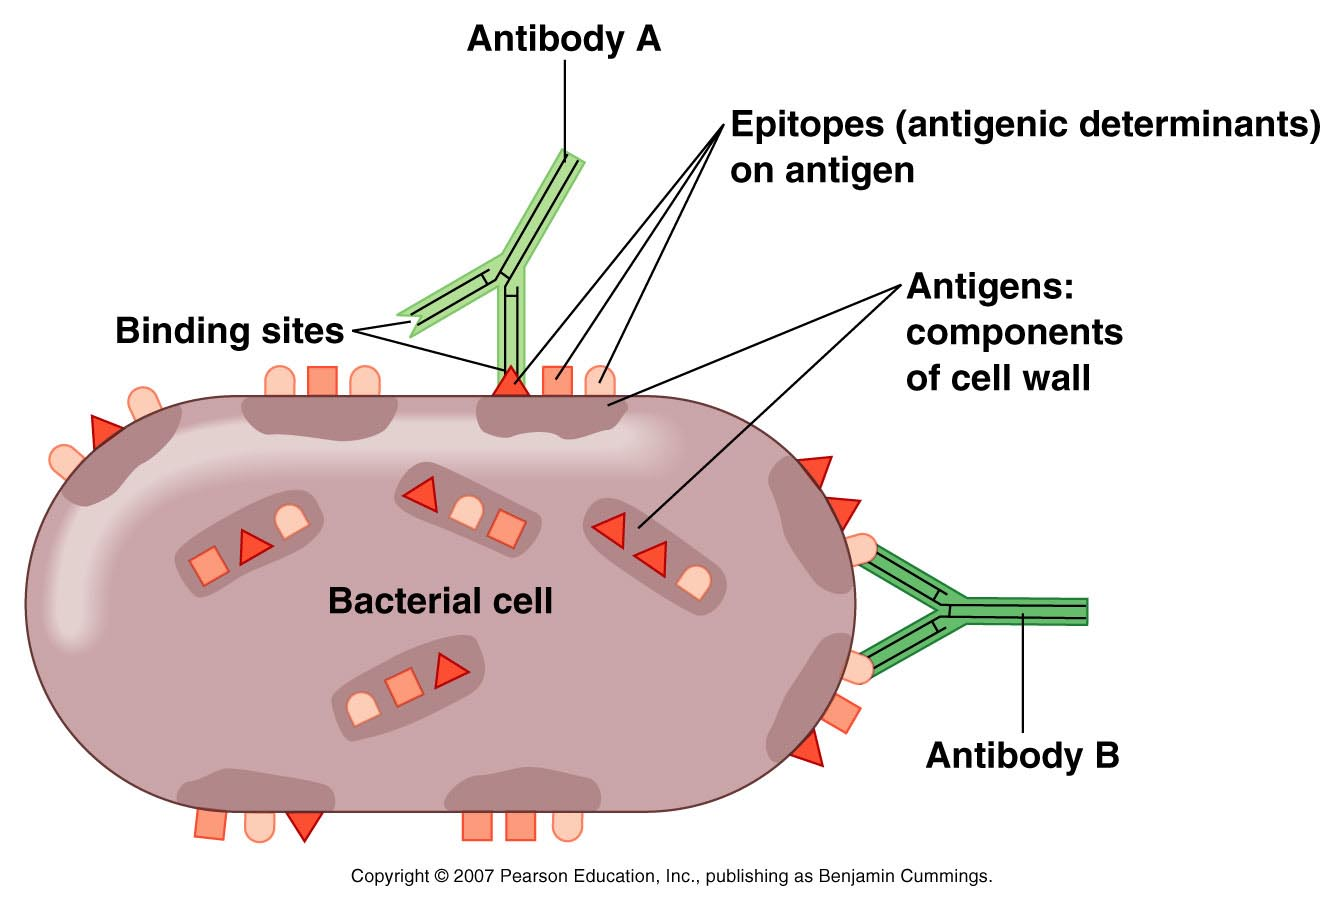 Antibody A
Epitopes (antigenic determinants)
on antigen
Antigens:
components
of cell wall
Binding sites
Bacterial cell
Antibody B
Copyright © 2007 Pearson Education, Inc., publishing as Benjamin Cummings.